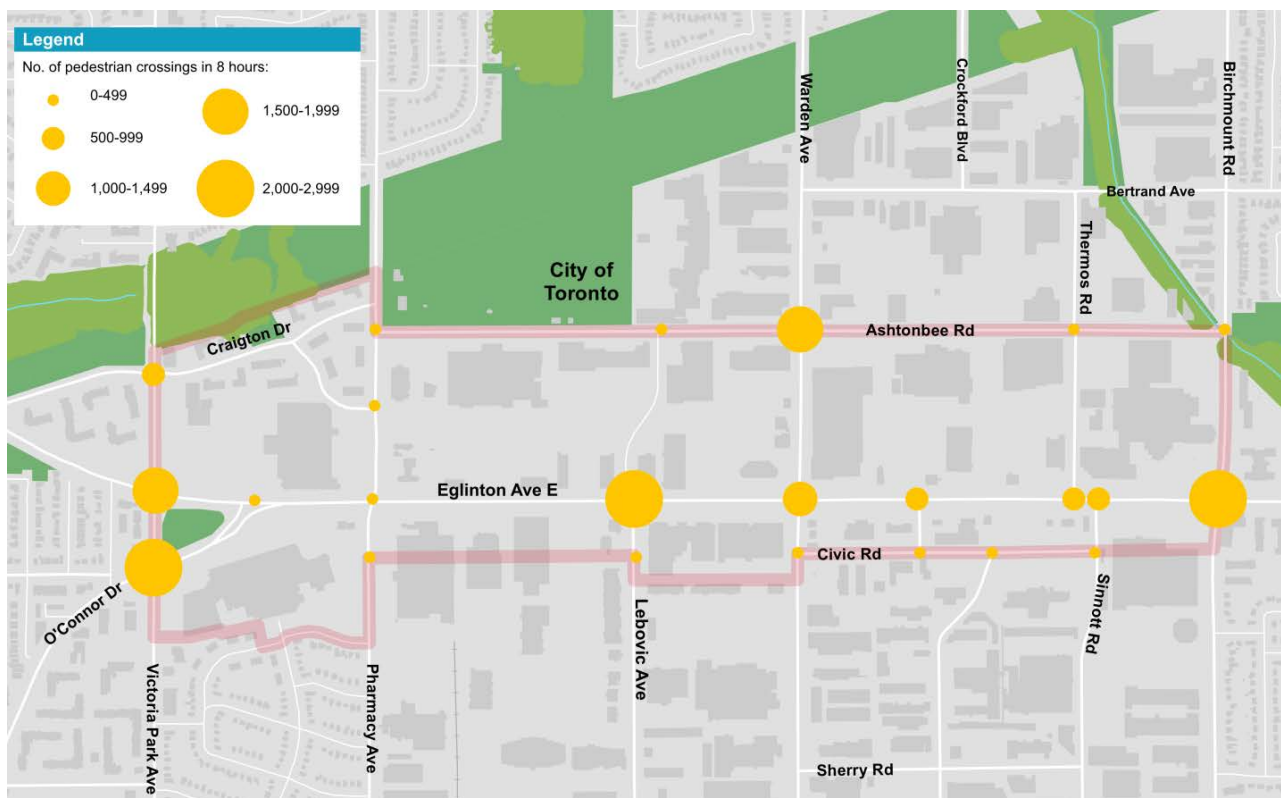 Legend
No. of pedestrian crossings in 8 hours:
0-499
500-999
1,000-1,499
1,500-1,999
2,000-2,999
Warden Ave
Crockford Blvd
Birchmount Rd
Bertrand Ave
Thermos Rd
City of
Toronto
Craigton Dr
Ashtonbee Rd
Eglinton Ave E
Civic Rd
O'Connor Dr
Victoria Park Ave
Pharmacy Ave
Lebovic Ave
Sinnott Rd
Sherry Rd